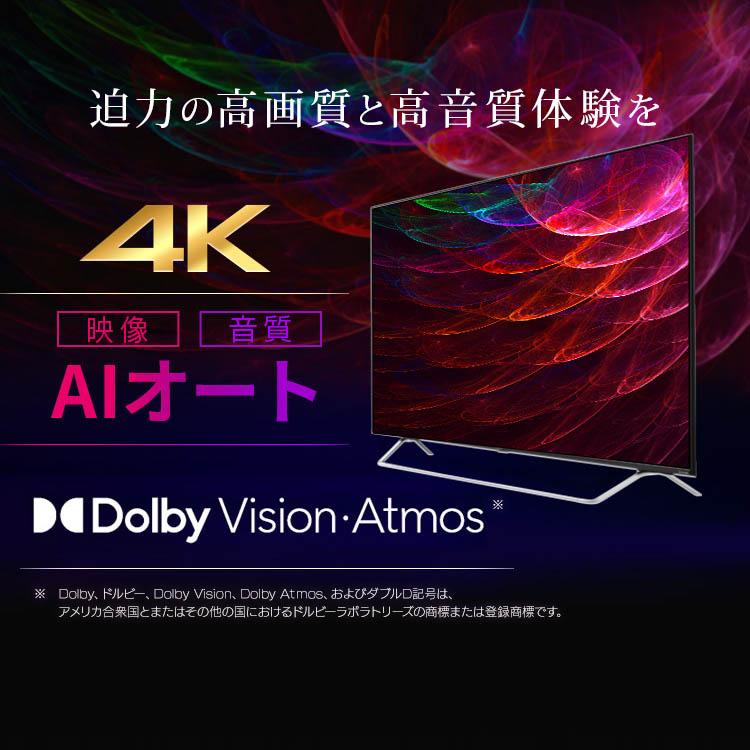 迫力の高画質と高音質体験を
4K
映像 音質
AIオート
Dolby Vision·Atmos※
※ Dolby、ドルビー、Dolby Vision、Dolby Atmos、およびダブルD記号は、
アメリカ合衆国とまたはその他の国におけるドルビーラボラトリーズの商標または登録商標です。